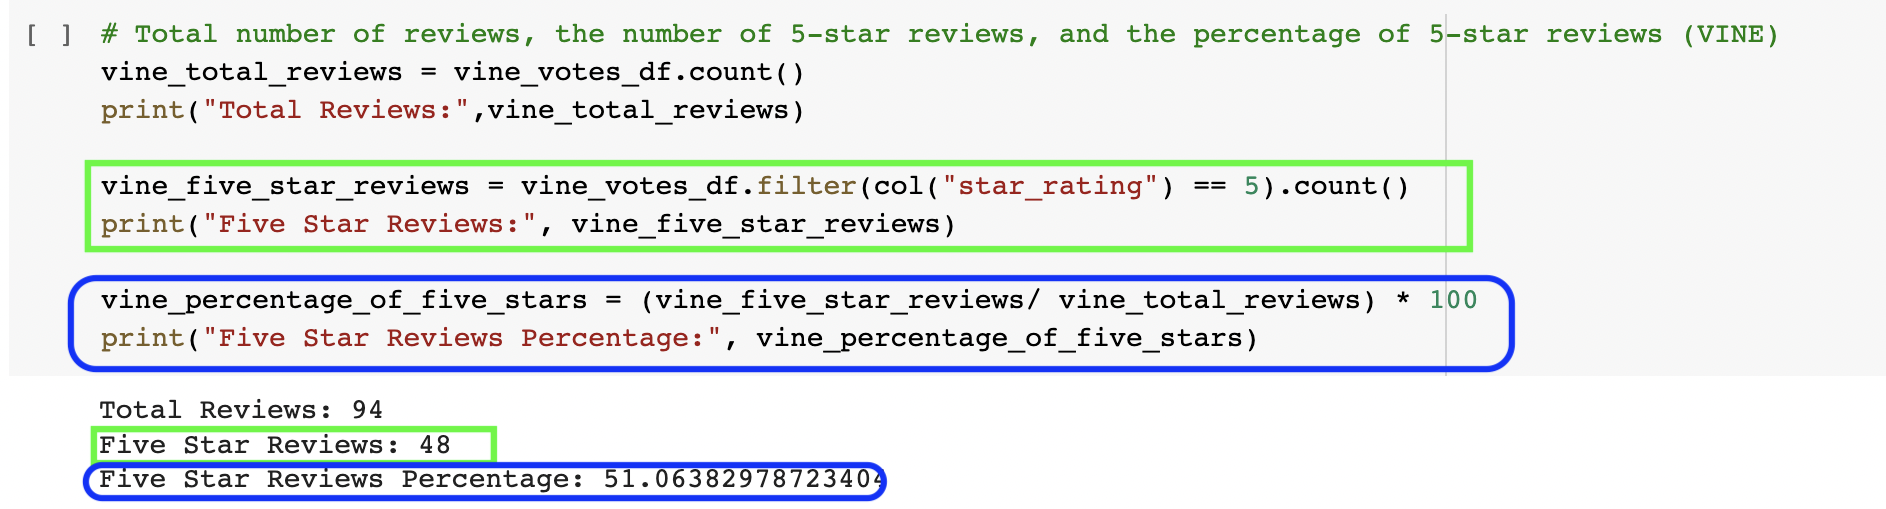 [ ] # Total number of reviews, the number of 5-star reviews, and the percentage of 5-star reviews (VINE)
vine_total_reviews = vine_votes_df.count()
print("Total Reviews:",vine_total_reviews)
vine_five_star_reviews = vine_votes_df.filter(col("star_rating") == 5).count()
print("Five Star Reviews:", vine_five_star_reviews)
vine_percentage_of_five_stars = (vine_five_star_reviews/ vine_total_reviews) * 100
print("Five Star Reviews Percentage:", vine_percentage_of_five_stars)
Total Reviews: 94
Five Star Reviews: 48
Five Star Reviews Percentage: 51.06382978723404